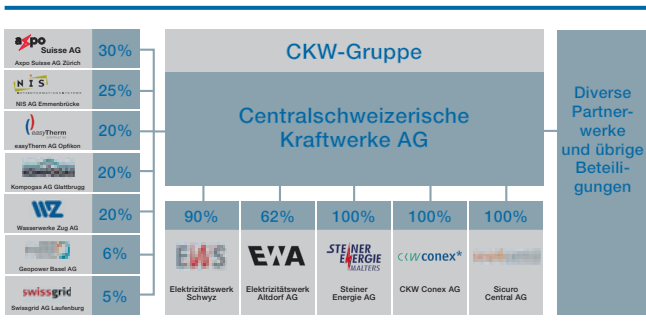 axpo
Suisse AG
30%
Axpo Suisse AG Zürich
NIS
25%
NIS AG Emmenbrücke
easyTherm
20%
easyTherm AG Opfikon
20%
Kompogas AG Glattbrugg
WWZ
20%
Wasserwerke Zug AG
6%
Geopower Basel AG
swissgrid
5%
Swissgrid AG Laufenburg
CKW-Gruppe
Centralschweizerische
Kraftwerke AG
90%
62%
100%
100%
100%
EWS
EWA
STEINER
ENERGIE
MALTERS
CKW conex*
Elektrizitätswerk
Schwyz
Elektrizitätswerk
Altdorf AG
Steiner
Energie AG
CKW Conex AG
Sicuro
Central AG
Diverse
Partner-
werke
und übrige
Beteili-
gungen